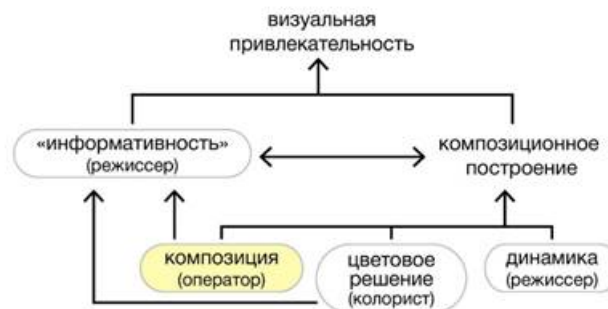 визуальная
привлекательность
«информативность»
(режиссер)
композиционное
построение
композиция
(оператор)
цветовое
решение
(колорист)
динамика
(режиссер)